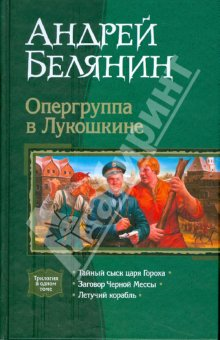 АНДРЕЙ
БЕЛЯНИН
Опергруппа
в Лукошкине
Трилогия
в одном
томе
• Тайный сыск царя Гороха •
• Заговор Черной Мессы •
• Летучий корабль •